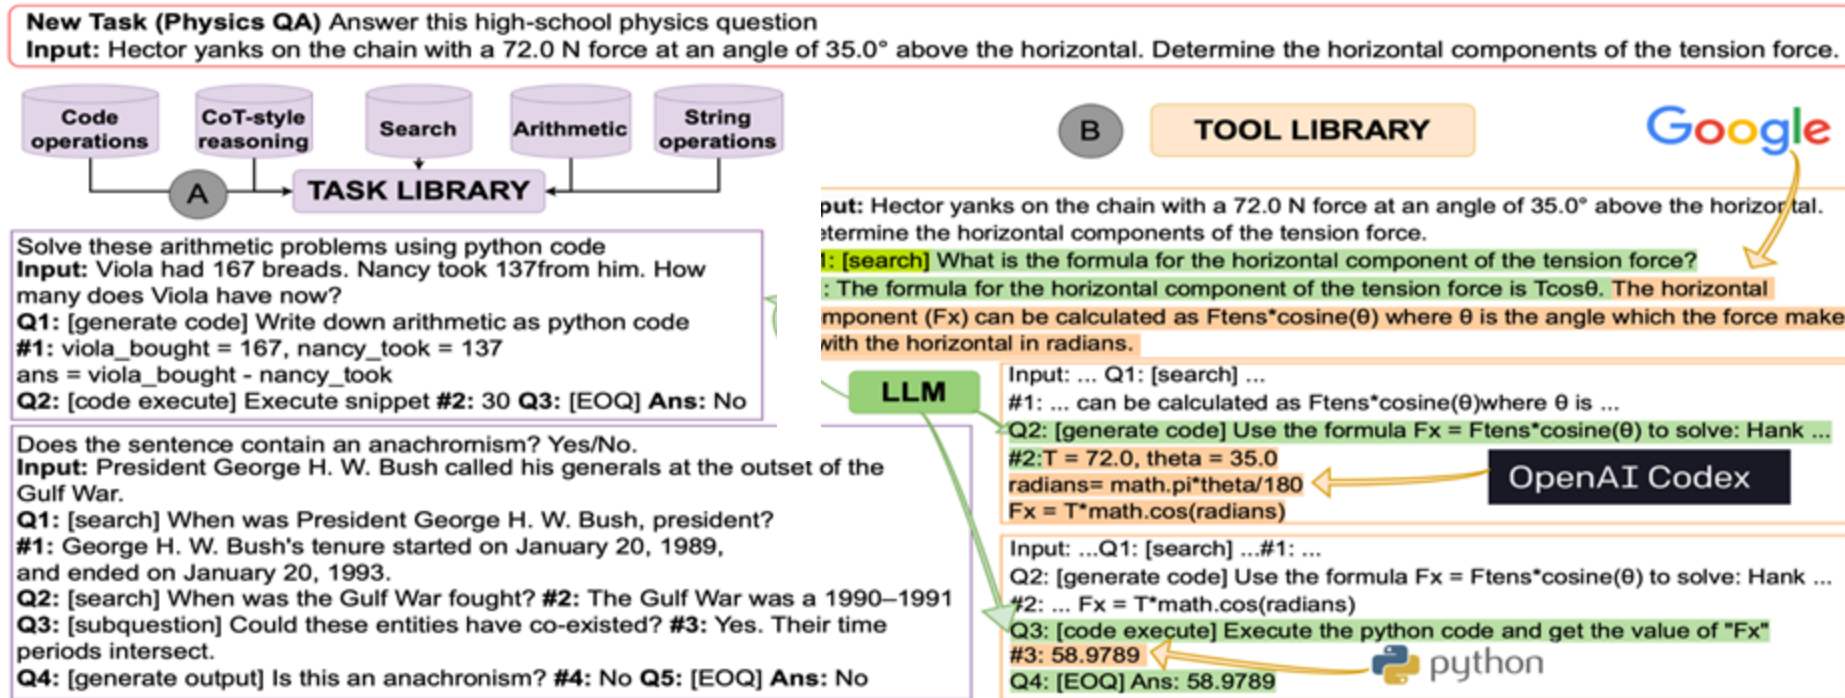 New Task (Physics QA) Answer this high-school physics question
Input: Hector yanks on the chain with a 72.0 N force at an angle of 35.0° above the horizontal. Determine the horizontal components of the tension force.
Code
operations
CoT-style
reasoning
Search
Arithmetic
String
operations
A
TASK LIBRARY
Solve these arithmetic problems using python code
Input: Viola had 167 breads. Nancy took 137from him. How
many does Viola have now?
Q1: [generate code] Write down arithmetic as python code
#1: viola_bought = 167, nancy_took = 137
ans = viola_bought - nancy_took
Q2: [code execute] Execute snippet #2: 30 Q3: [EOQ] Ans: No
Does the sentence contain an anachrornism? Yes/No.
Input: President George H. W. Bush called his generals at the outset of the
Gulf War.
Q1: [search] When was President George H. W. Bush, president?
#1: George H. W. Bush's tenure started on January 20, 1989,
and ended on January 20, 1993.
Q2: [search] When was the Gulf War fought? #2: The Gulf War was a 1990–1991
Q3: [subquestion] Could these entities have co-existed? #3: Yes. Their time
periods intersect.
Q4: [generate output] Is this an anachronism? #4: No Q5: [EOQ] Ans: No
B
TOOL LIBRARY
Google
put: Hector yanks on the chain with a 72.0 N force at an angle of 35.0° above the horizontal.
etermine the horizontal components of the tension force.
1: [search] What is the formula for the horizontal component of the tension force?
: The formula for the horizontal component of the tension force is Tcosθ. The horizontal
mponent (Fx) can be calculated as Ftens*cosine(θ) where θ is the angle which the force make
with the horizontal in radians.
LLM
Input: ... Q1: [search] ...
#1: ... can be calculated as Ftens*cosine(θ)where θ is ...
Q2: [generate code] Use the formula Fx = Ftens*cosine(θ) to solve: Hank ...
#2:T = 72.0, theta = 35.0
radians= math.pi*theta/180
Fx = T*math.cos(radians)
OpenAI Codex
Input: ...Q1: [search] ...#1: ...
Q2: [generate code] Use the formula Fx = Ftens*cosine(θ) to solve: Hank ...
#2: ... Fx = T*math.cos(radians)
Q3: [code execute] Execute the python code and get the value of "Fx"
#3: 58.9789
python
Q4: [EOQ] Ans: 58.9789